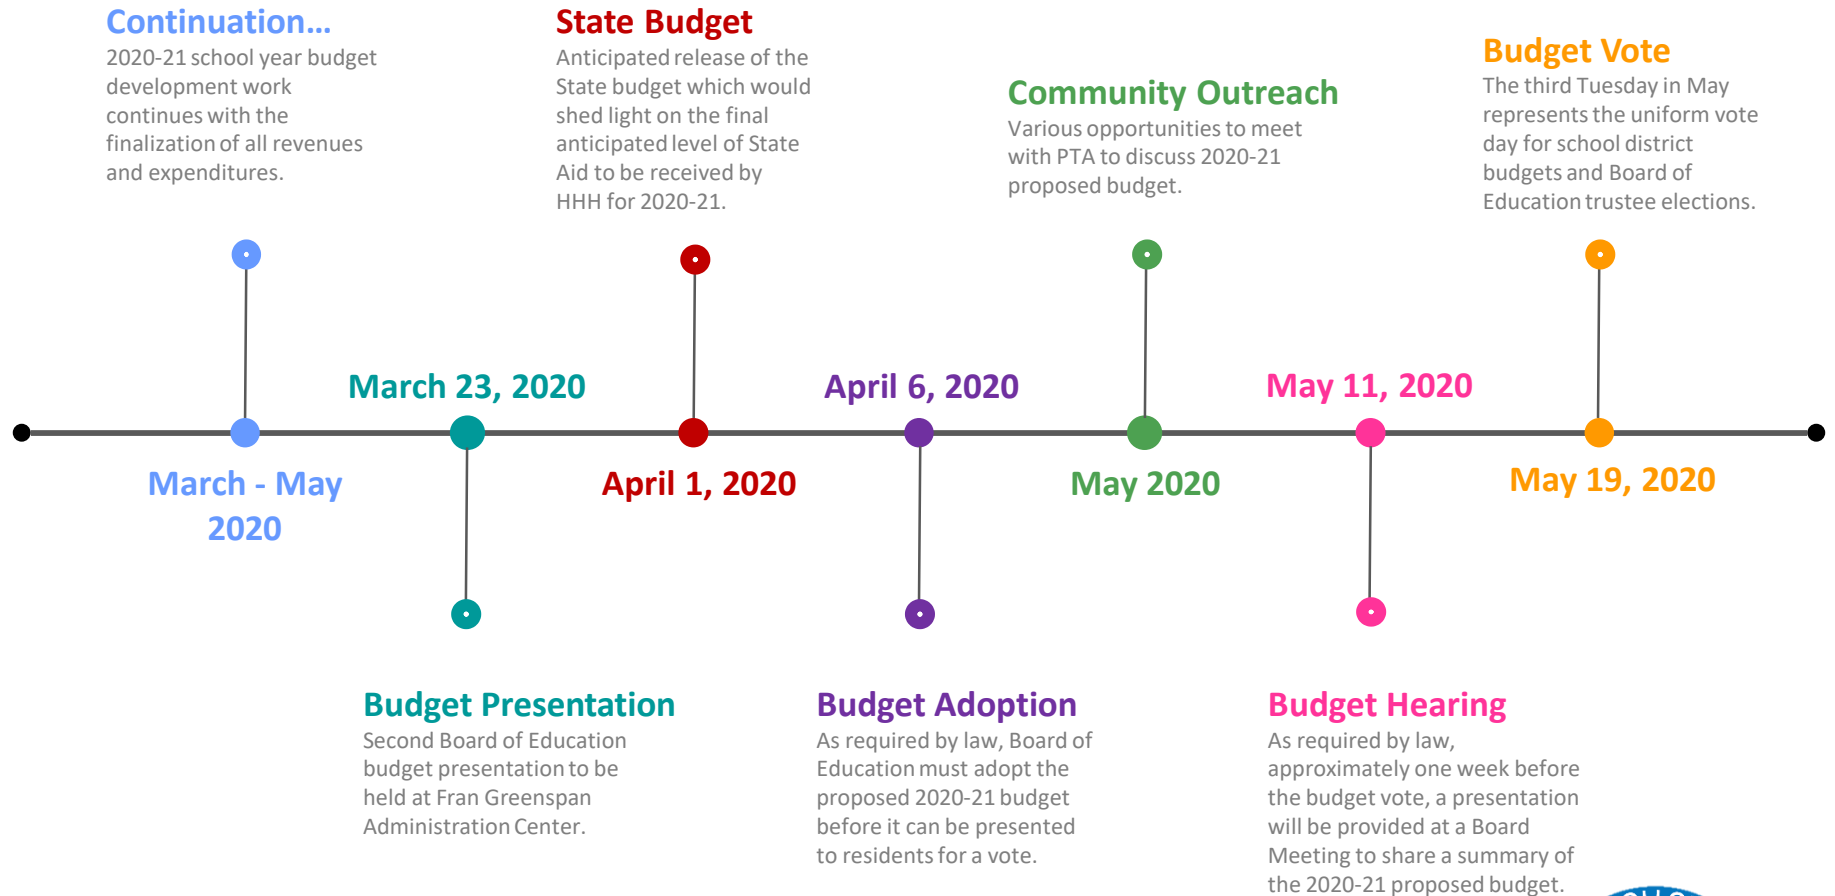 Continuation…
2020-21 school year budget
development work
continues with the
finalization of all revenues
and expenditures.
State Budget
Anticipated release of the
State budget which would
shed light on the final
anticipated level of State
Aid to be received by
HHH for 2020-21.
Community Outreach
Various opportunities to meet
with PTA to discuss 2020-21
proposed budget.
Budget Vote
The third Tuesday in May
represents the uniform vote
day for school district
budgets and Board of
Education trustee elections.
March 23, 2020
April 6, 2020
May 11, 2020
March - May
2020
April 1, 2020
May 2020
May 19, 2020
Budget Presentation
Second Board of Education
budget presentation to be
held at Fran Greenspan
Administration Center.
Budget Adoption
As required by law, Board of
Education must adopt the
proposed 2020-21 budget
before it can be presented
to residents for a vote.
Budget Hearing
As required by law,
approximately one week before
the budget vote, a presentation
will be provided at a Board
Meeting to share a summary of
the 2020-21 proposed budget.